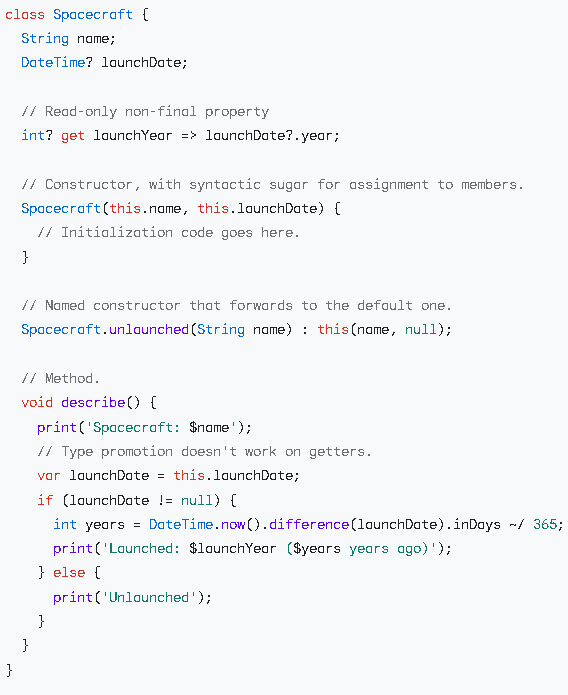 class Spacecraft {
  String name;
  DateTime? launchDate;

  // Read-only non-final property
  int? get launchYear => launchDate?.year;

  // Constructor, with syntactic sugar for assignment to members.
  Spacecraft(this.name, this.launchDate) {
    // Initialization code goes here.
  }

  // Named constructor that forwards to the default one.
  Spacecraft.unlaunched(String name) : this(name, null);

  // Method.
  void describe() {
    print('Spacecraft: $name');
    // Type promotion doesn't work on getters.
    var launchDate = this.launchDate;
    if (launchDate != null) {
      int years = DateTime.now().difference(launchDate).inDays ~/ 365;
      print('Launched: $launchYear ($years years ago)');
    } else {
      print('Unlaunched');
    }
  }
}